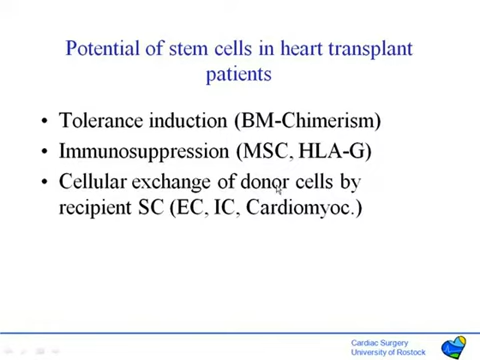 Potential of stem cells in heart transplant
patients
• Tolerance induction (BM-Chimerism)
• Immunosuppression (MSC, HLA-G)
• Cellular exchange of donor cells by
recipient SC (EC, IC, Cardiomyoc.)
Cardiac Surgery
University of Rostock